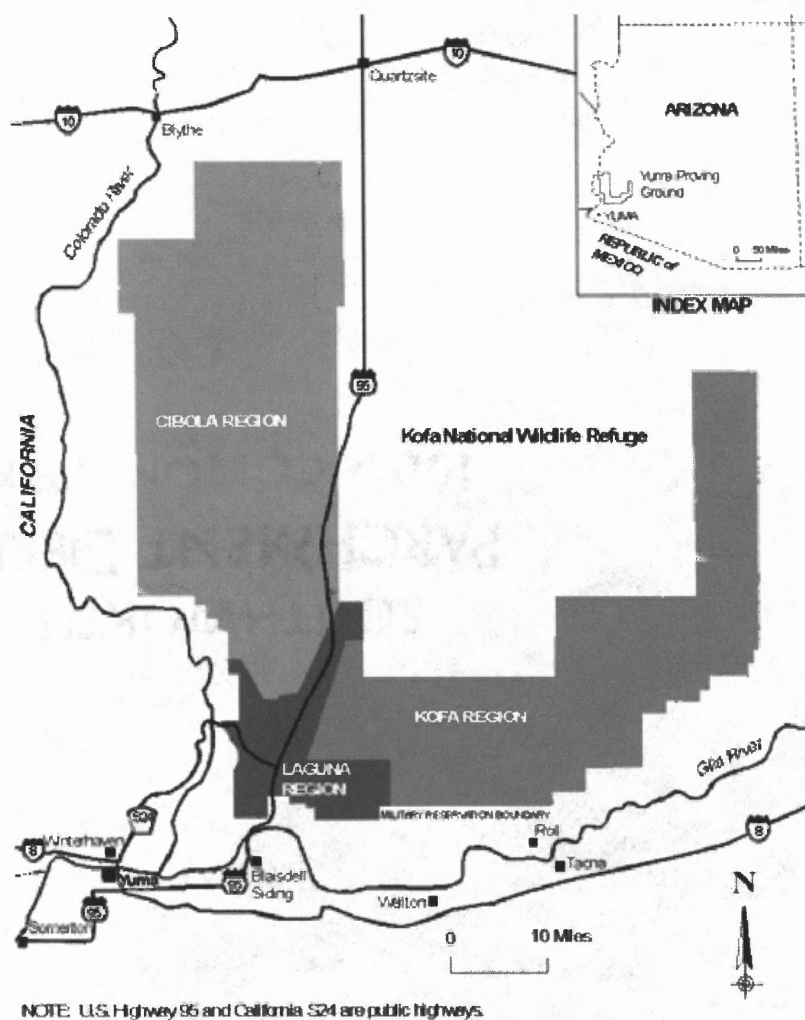 10
Quartzsite
10
Blythe
ARIZONA
Colorado River
Yuma Proving
Ground
YUMA
REPUBLIC of
MEXICO
0 50 Miles
INDEX MAP
95
CIBOLA REGION
Kofa National Wildlife Refuge
CALIFORNIA
KOFA REGION
LAGUNA
REGION
Gila River
MILITARY RESERVATION BOUNDARY
S24
Winterhaven
Roll
8
8
Yuma
Blaisdell
Siding
Tacna
95
Wellton
95
Somerton
N
0 10 Miles
NOTE: U.S. Highway 95 and California S24 are public highways.